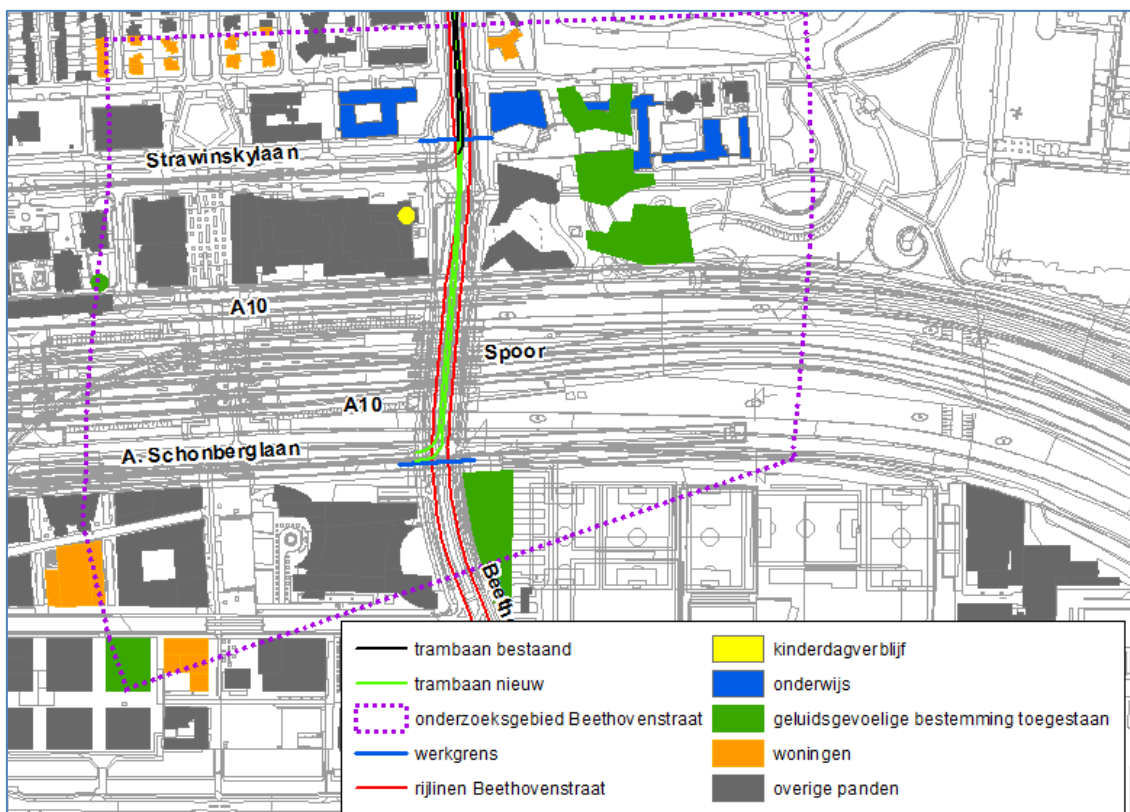 Strawinskylaan
A10
Spoor
A10
A. Schonberglaan
Beeth
trambaan bestaand
trambaan nieuw
onderzoeksgebied Beethovenstraat
werkgrens
rijlinen Beethovenstraat
kinderdagverblijf
onderwijs
geluidsgevoelige bestemming toegestaan
woningen
overige panden